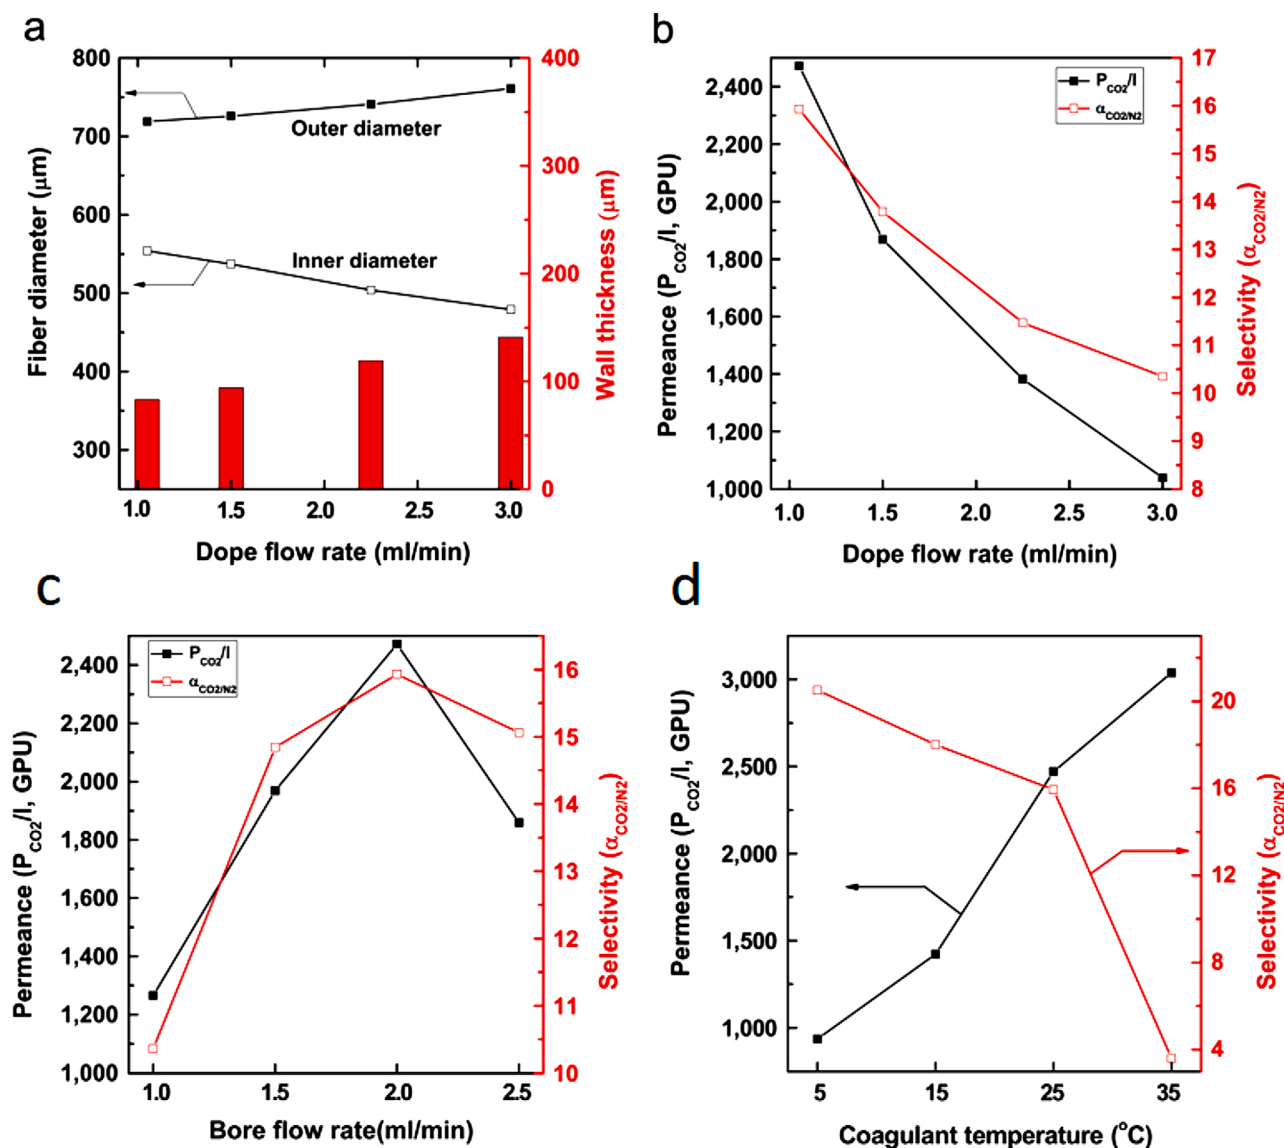 a
800
700
600
500
400
300
Fiber diameter (μm)
400
300
200
100
0
Wall thickness (μm)
Outer diameter
Inner diameter
1.0 1.5 2.0 2.5 3.0
Dope flow rate (ml/min)
b
2,400
2,200
2,000
1,800
1,600
1,400
1,200
1,000
Permeance (PCO2/l, GPU)
PCO2/l
αCO2/N2
17
16
15
14
13
12
11
10
9
8
Selectivity (αCO2/N2)
1.0 1.5 2.0 2.5 3.0
Dope flow rate (ml/min)
c
2,400
2,200
2,000
1,800
1,600
1,400
1,200
1,000
Permeance (PCO2/l, GPU)
PCO2/l
αCO2/N2
16
15
14
13
12
11
10
Selectivity (αCO2/N2)
1.0 1.5 2.0 2.5
Bore flow rate(ml/min)
d
3,000
2,500
2,000
1,500
1,000
Permeance (PCO2/l, GPU)
20
16
12
8
4
Selectivity (αCO2/N2)
5 15 25 35
Coagulant temperature (°C)